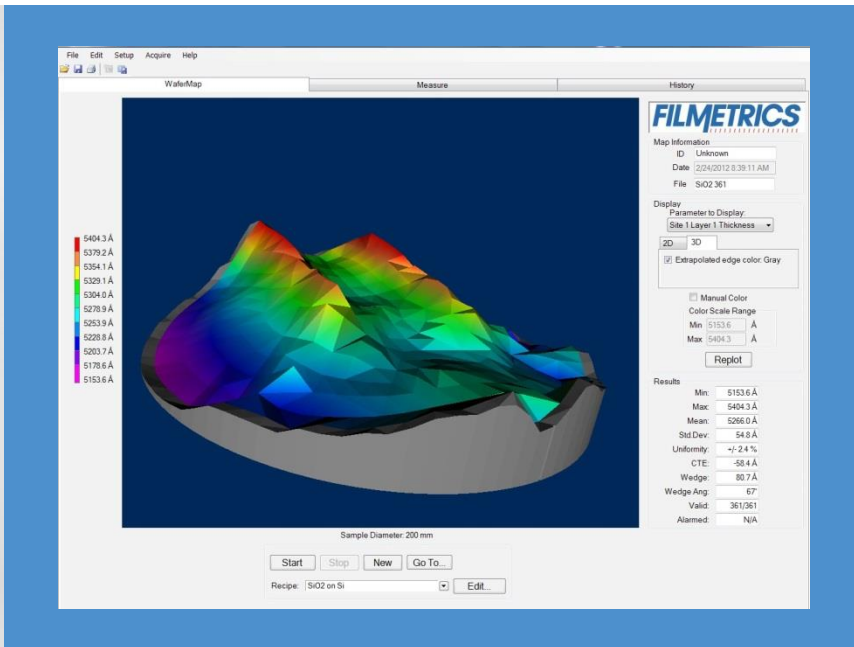 File Edit Setup Acquire Help
WaferMap Measure History
FILMETRICS
Map Information
ID Unknown
Date 2/24/2012 8:39:11 AM
File SiO2 361
Display
Parameter to Display:
Site 1 Layer 1 Thickness
2D 3D
Extrapolated edge color: Gray
Manual Color
Color Scale Range
Min 5153.6 Å
Max 5404.3 Å
Replot
Results
Min: 5153.6 Å
Max: 5404.3 Å
Mean: 5266.0 Å
Std.Dev: 54.8 Å
Uniformity: +/- 2.4 %
CTE: -58.4 Å
Wedge: 80.7 Å
Wedge Ang: 67°
Valid: 361/361
Alarmed: N/A
5404.3 Å
5379.2 Å
5354.1 Å
5329.1 Å
5304.0 Å
5278.9 Å
5253.9 Å
5228.8 Å
5203.7 Å
5178.6 Å
5153.6 Å
Sample Diameter: 200 mm
Start Stop New Go To...
Recipe: SiO2 on Si Edit...